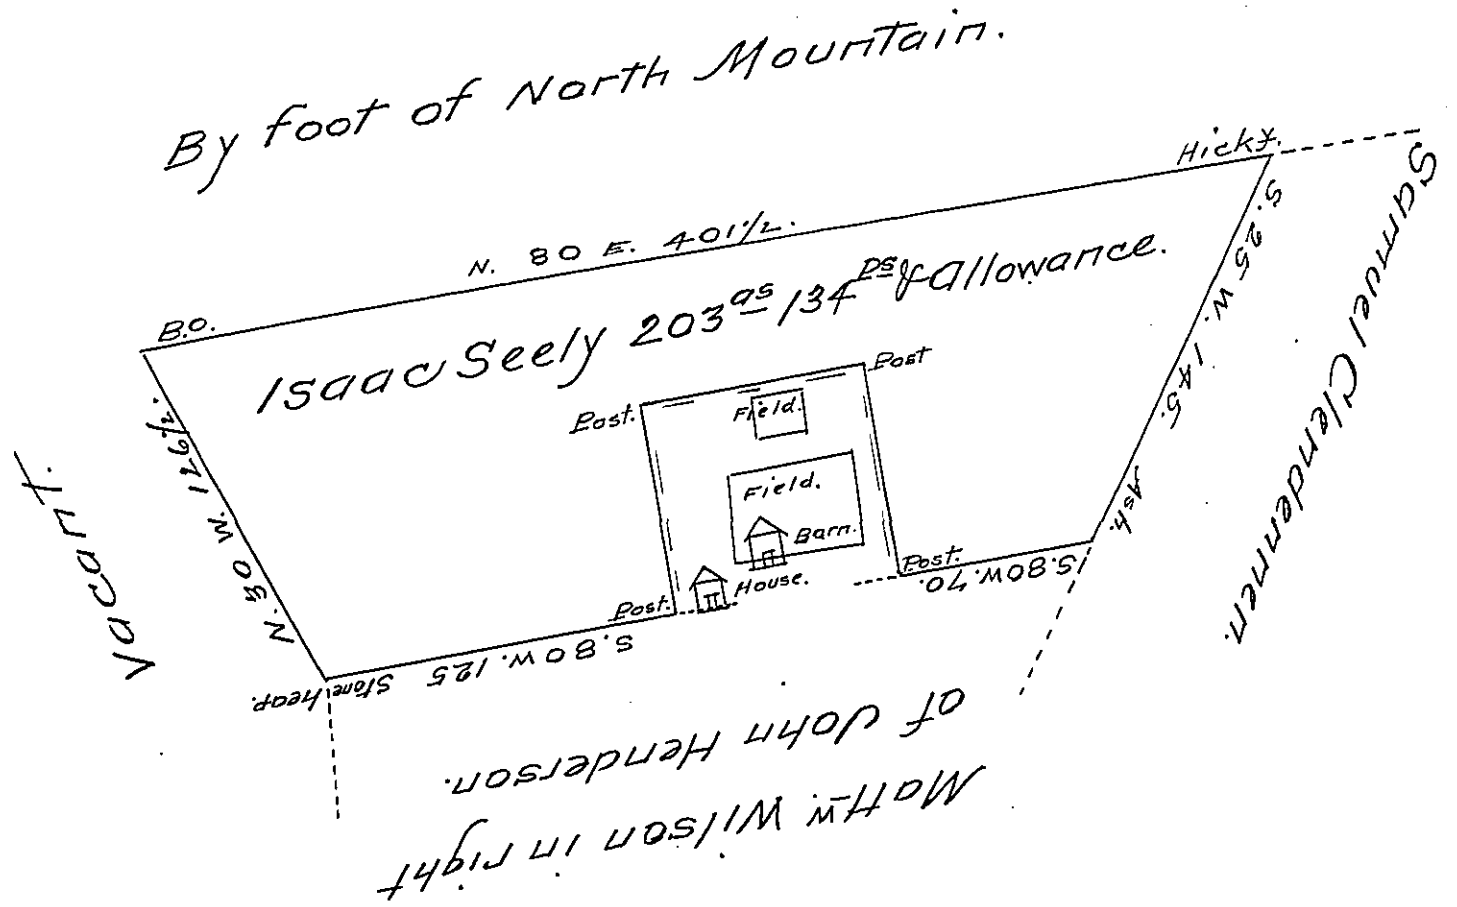 By foot of North Mountain.
Hicky.
N. 80 E. 401½.
B.O.
Isaac Seely 203as 134ps & Allowance.
S. 25 W. 145.
Samuel Clendennen.
Post
Post.
Field.
Field.
Barn.
House.
Post.
Post.
Ash.
S. 80 W. 70.
S. 80 W. 125
Stone heap.
N. 30 W. 126½.
Vacant.
Mattw. Wilson in right
of John Henderson.